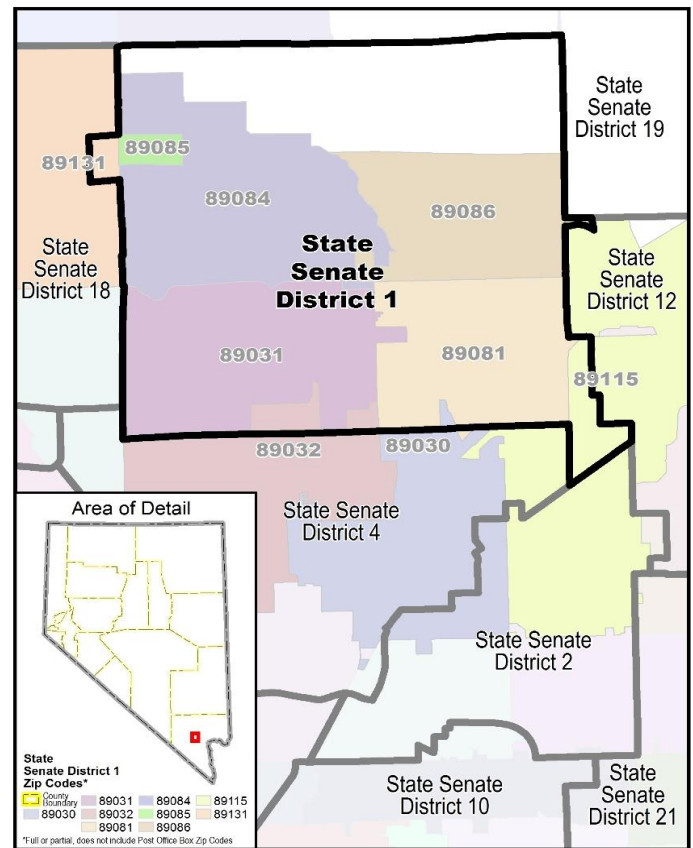 State
Senate
District 19
89131
89085
89084
89086
State
Senate
District 1
State
Senate
District 18
State
Senate
District 12
89031
89081
89115
89032
89030
State Senate
District 4
State Senate
District 2
State Senate
District 10
State
Senate
District 21
Area of Detail
State
Senate District 1
Zip Codes*
County
Boundary
89031 89084 89115
89030 89032 89085 89131
89081 89086
*Full or partial, does not include Post Office Box Zip Codes